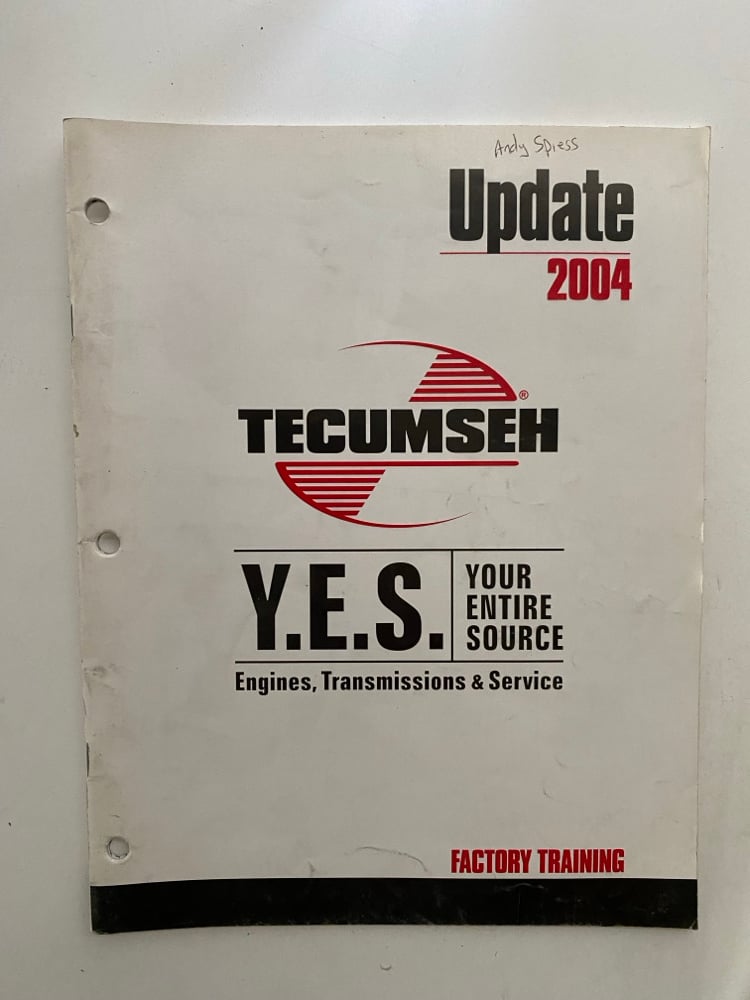 Andy Spiess
Update
2004
TECUMSEH®
Y.E.S.
YOUR
ENTIRE
SOURCE
Engines, Transmissions & Service
FACTORY TRAINING